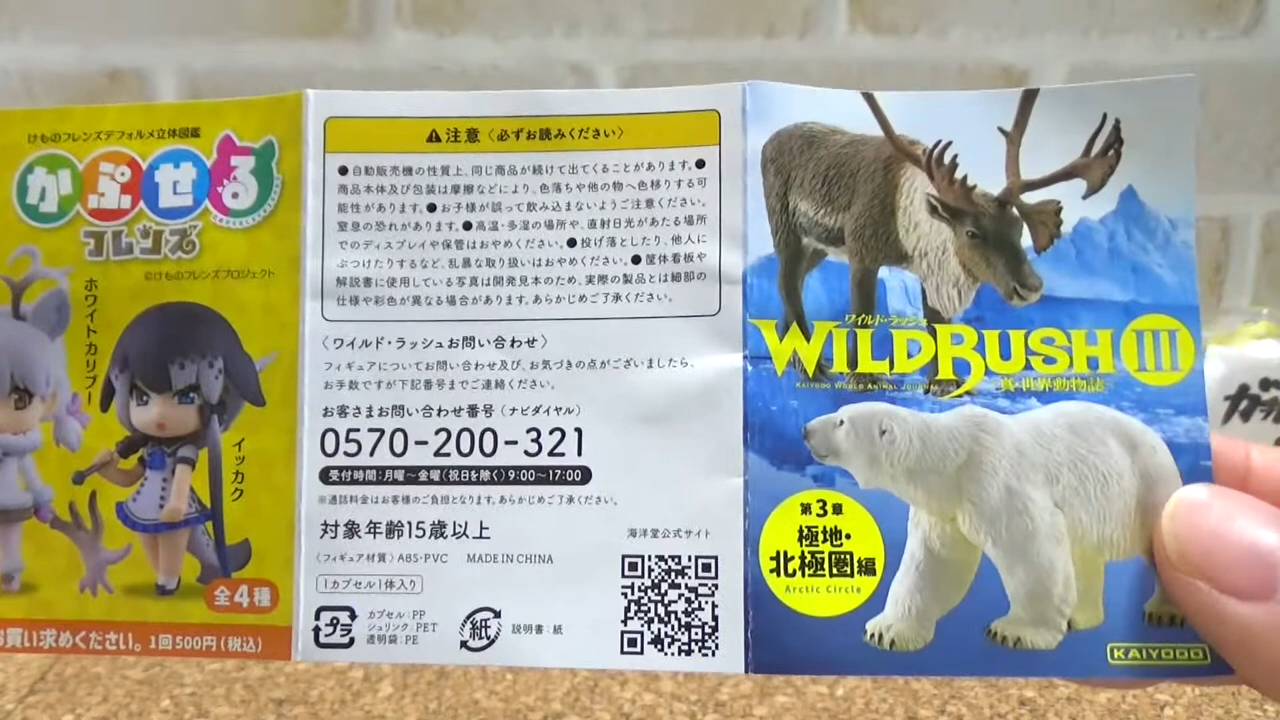 けものフレンズデフォルメ立体図鑑
かぷせる
フレンズ
©けものフレンズプロジェクト
ホワイトカリブー
イッカク
全4種
お買い求めください。1回500円(税込)
⚠注意〈必ずお読みください〉
●自動販売機の性質上、同じ商品が続けて出てくることがあります。●
商品本体及び包装は摩擦などにより、色落ちや他の物へ色移りする可
能性があります。●お子様が誤って飲み込まないようご注意ください。
窒息の恐れがあります。●高温・多湿の場所や、直射日光があたる場所
でのディスプレイや保管はおやめください。●投げ落としたり、他人に
ぶつけたりするなど、乱暴な取り扱いはおやめください。●筐体看板や
解説書に使用している写真は開発見本のため、実際の製品とは細部の
仕様や彩色が異なる場合があります。あらかじめご了承ください。
〈ワイルド・ラッシュお問い合わせ〉
フィギュアについてお問い合わせ及び、お気づきの点がございましたら、
お手数ですが下記番号までご連絡ください。
お客さまお問い合わせ番号(ナビダイヤル)
0570-200-321
受付時間:月曜～金曜(祝日を除く)9:00～17:00
※通話料金はお客様のご負担となります。あらかじめご了承ください。
対象年齢15歳以上
〈フィギュア材質〉ABS・PVC MADE IN CHINA
1カプセル1体入り
プラ
カプセル:PP
シュリンク:PET
透明袋:PE
紙
説明書:紙
海洋堂公式サイト
ワイルド・ラッシュ
WILDRUSH III
KAIYODO WORLD ANIMAL JOURNAL
真・世界動物誌
第3章
極地・
北極圏編
Arctic Circle
KAIYODO